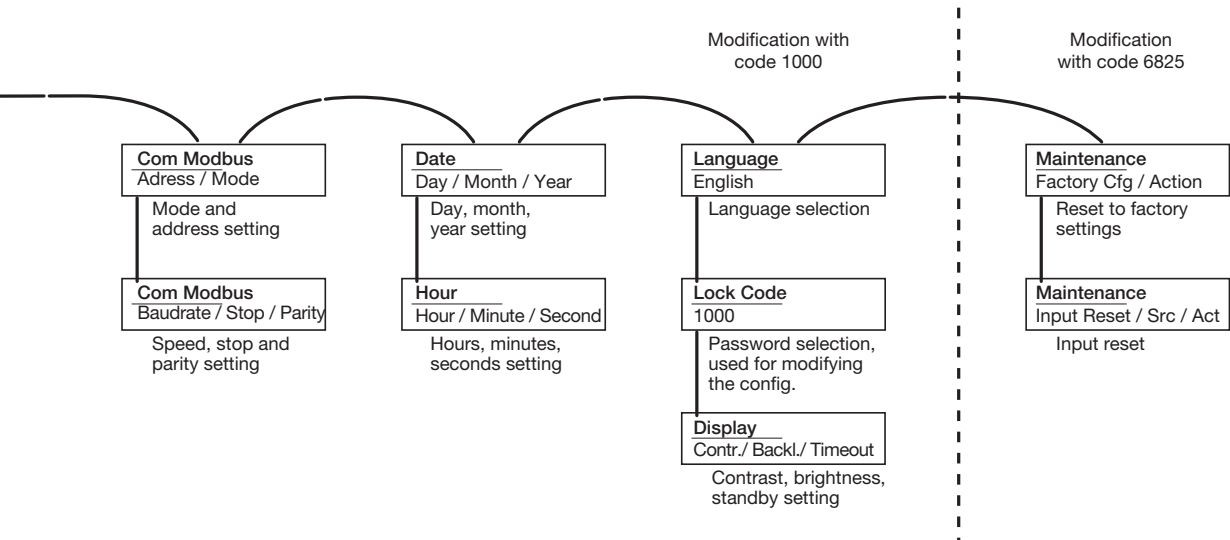 Modification with
code 1000
Modification
with code 6825
Com Modbus
Adress / Mode
Mode and
address setting
Com Modbus
Baudrate / Stop / Parity
Speed, stop and
parity setting
Date
Day / Month / Year
Day, month,
year setting
Hour
Hour / Minute / Second
Hours, minutes,
seconds setting
Language
English
Language selection
Lock Code
1000
Password selection,
used for modifying
the config.
Display
Contr./ Backl./ Timeout
Contrast, brightness,
standby setting
Maintenance
Factory Cfg / Action
Reset to factory
settings
Maintenance
Input Reset / Src / Act
Input reset